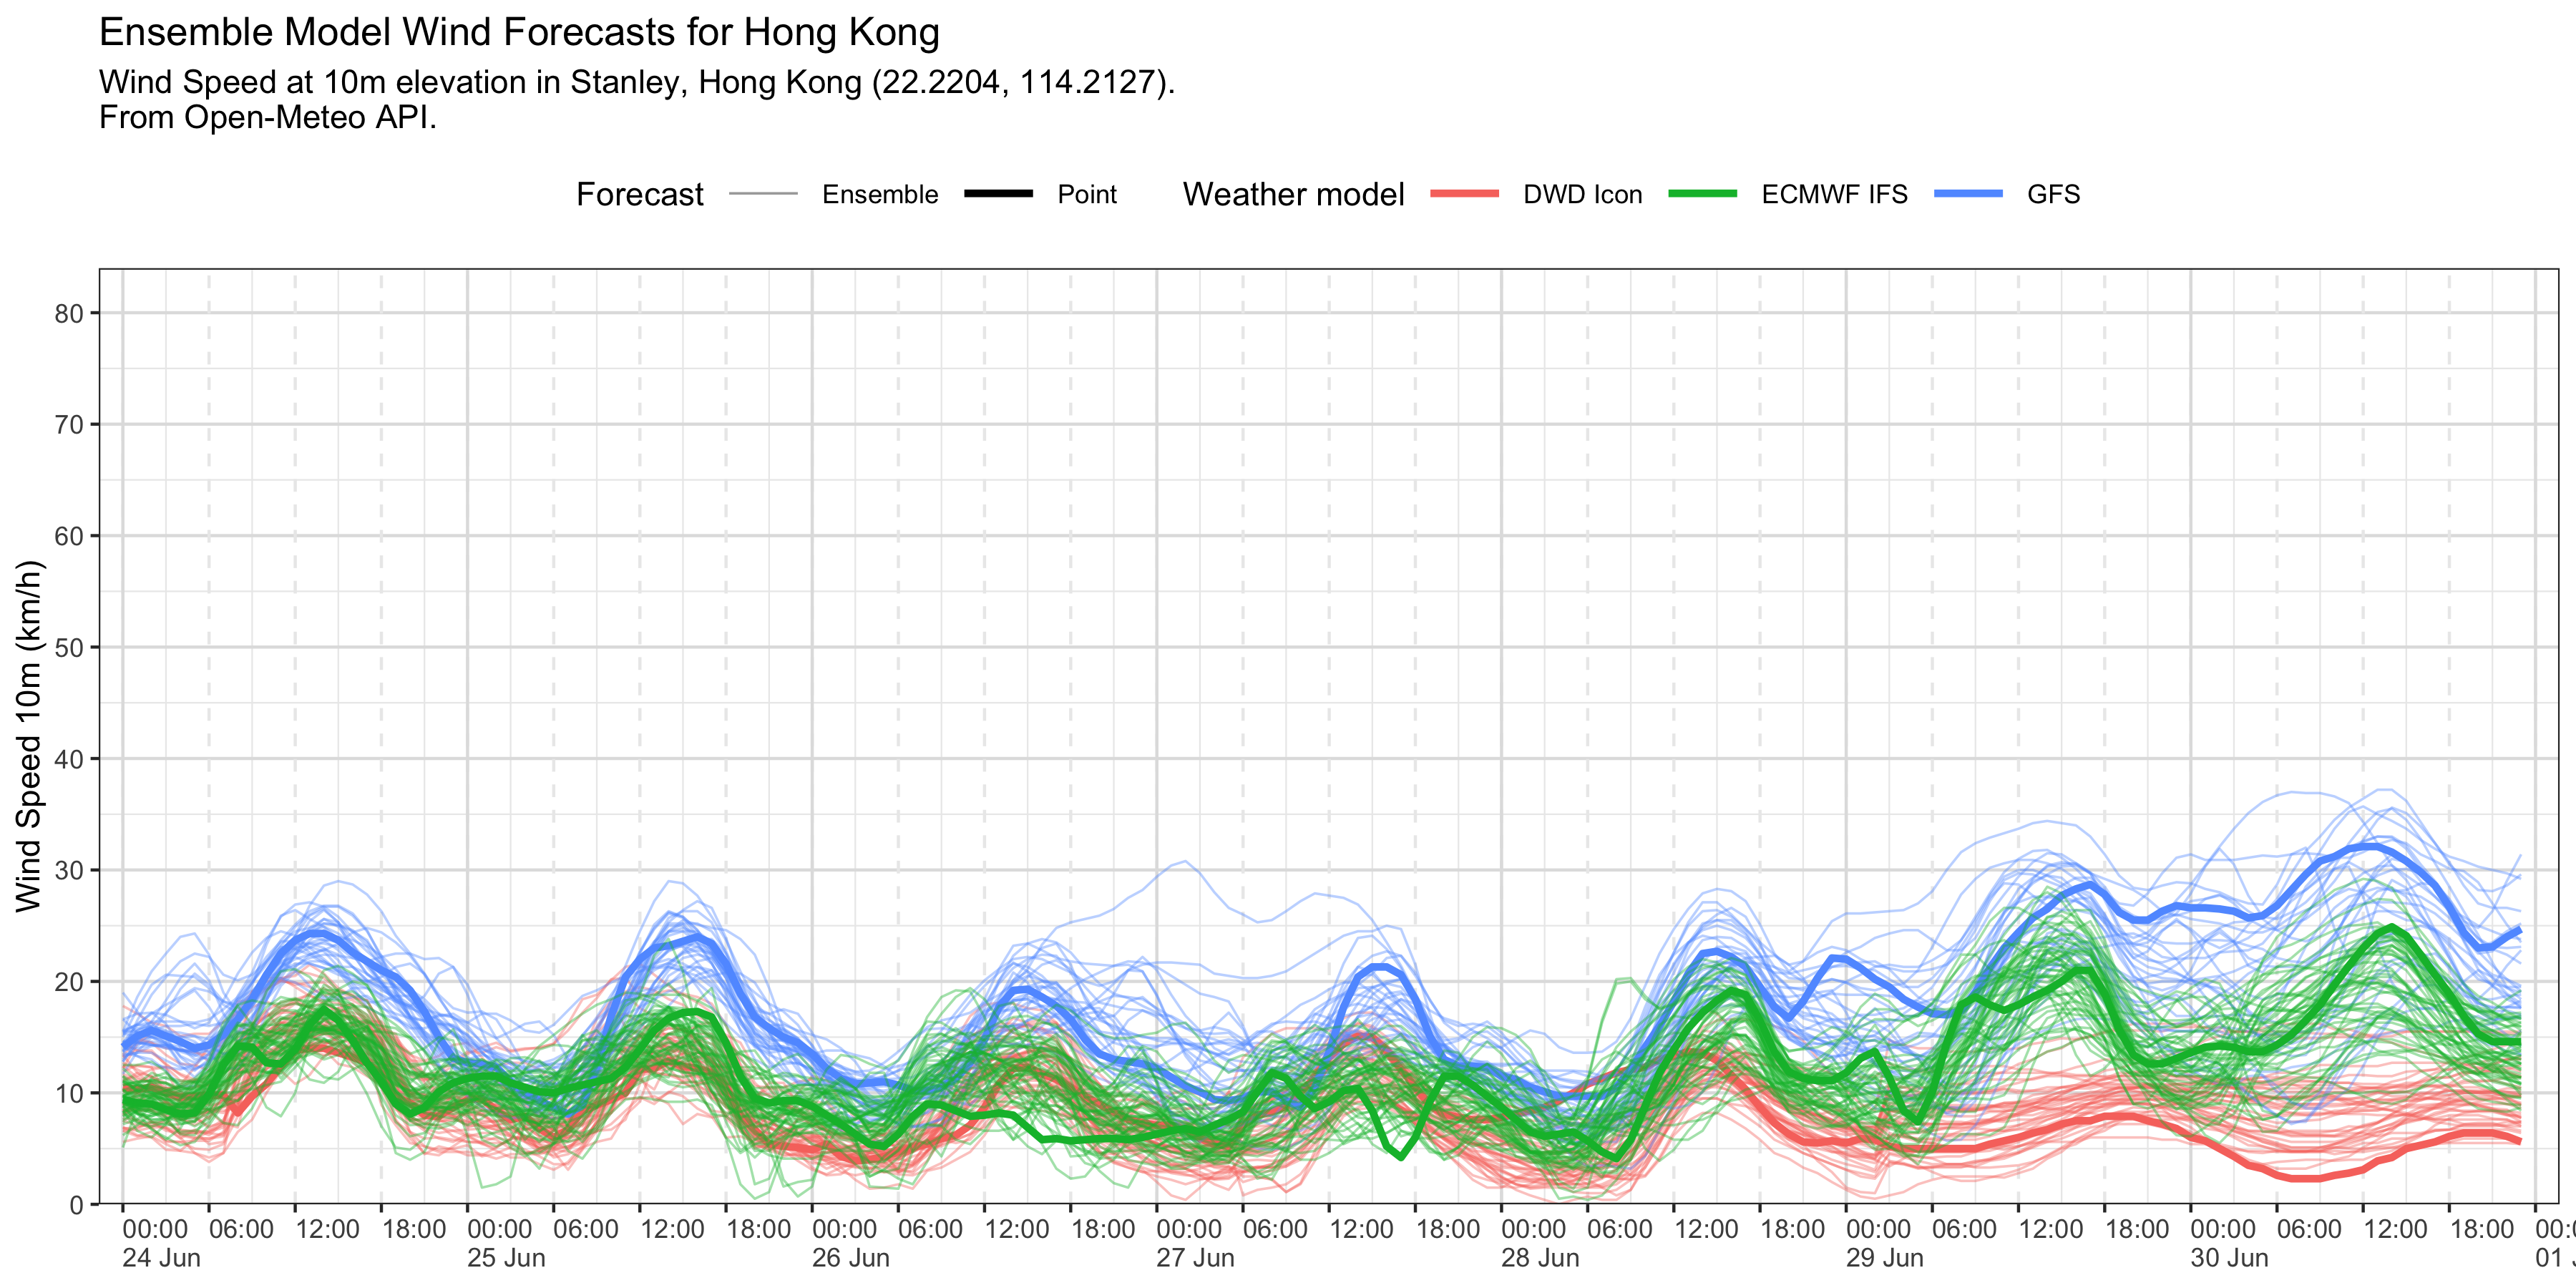 Ensemble Model Wind Forecasts for Hong Kong
Wind Speed at 10m elevation in Stanley, Hong Kong (22.2204, 114.2127).
From Open-Meteo API.
Forecast Ensemble Point Weather model DWD Icon ECMWF IFS GFS
Wind Speed 10m (km/h)
80
70
60
50
40
30
20
10
0
00:00 06:00 12:00 18:00 00:00 06:00 12:00 18:00 00:00 06:00 12:00 18:00 00:00 06:00 12:00 18:00 00:00 06:00 12:00 18:00 00:00 06:00 12:00 18:00 00:00 06:00 12:00 18:00 00:0
24 Jun 25 Jun 26 Jun 27 Jun 28 Jun 29 Jun 30 Jun 01